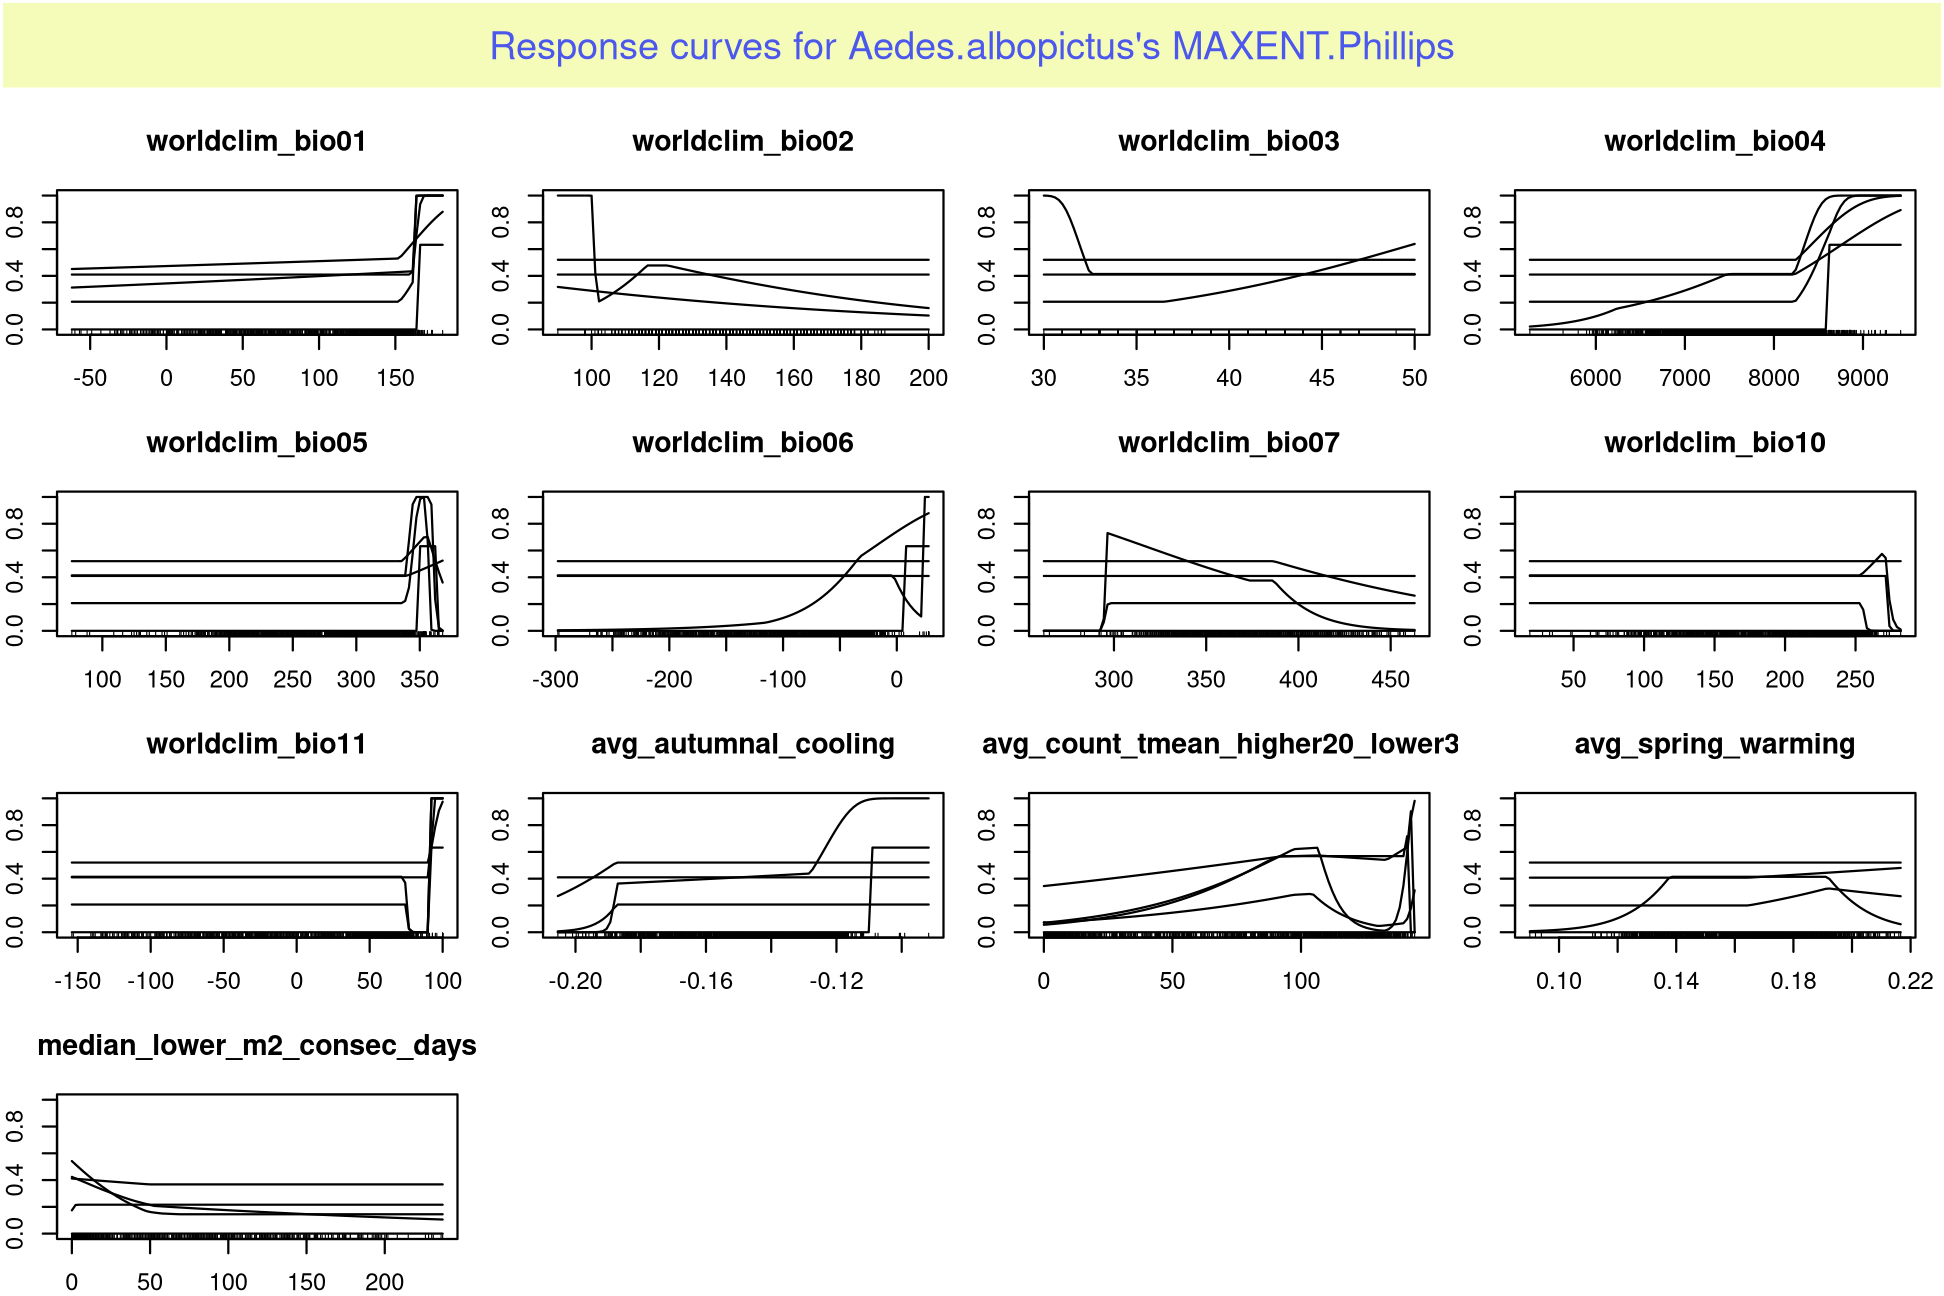 Response curves for Aedes.albopictus's MAXENT.Phillips
worldclim_bio01 worldclim_bio02 worldclim_bio03 worldclim_bio04
0.0 0.4 0.8 0.0 0.4 0.8 0.0 0.4 0.8 0.0 0.4 0.8
-50 0 50 100 150 100 120 140 160 180 200 30 35 40 45 50 6000 7000 8000 9000
worldclim_bio05 worldclim_bio06 worldclim_bio07 worldclim_bio10
0.0 0.4 0.8 0.0 0.4 0.8 0.0 0.4 0.8 0.0 0.4 0.8
100 150 200 250 300 350 -300 -200 -100 0 300 350 400 450 50 100 150 200 250
worldclim_bio11 avg_autumnal_cooling avg_count_tmean_higher20_lower3 avg_spring_warming
0.0 0.4 0.8 0.0 0.4 0.8 0.0 0.4 0.8 0.0 0.4 0.8
-150 -100 -50 0 50 100 -0.20 -0.16 -0.12 0 50 100 0.10 0.14 0.18 0.22
median_lower_m2_consec_days
0.0 0.4 0.8
0 50 100 150 200